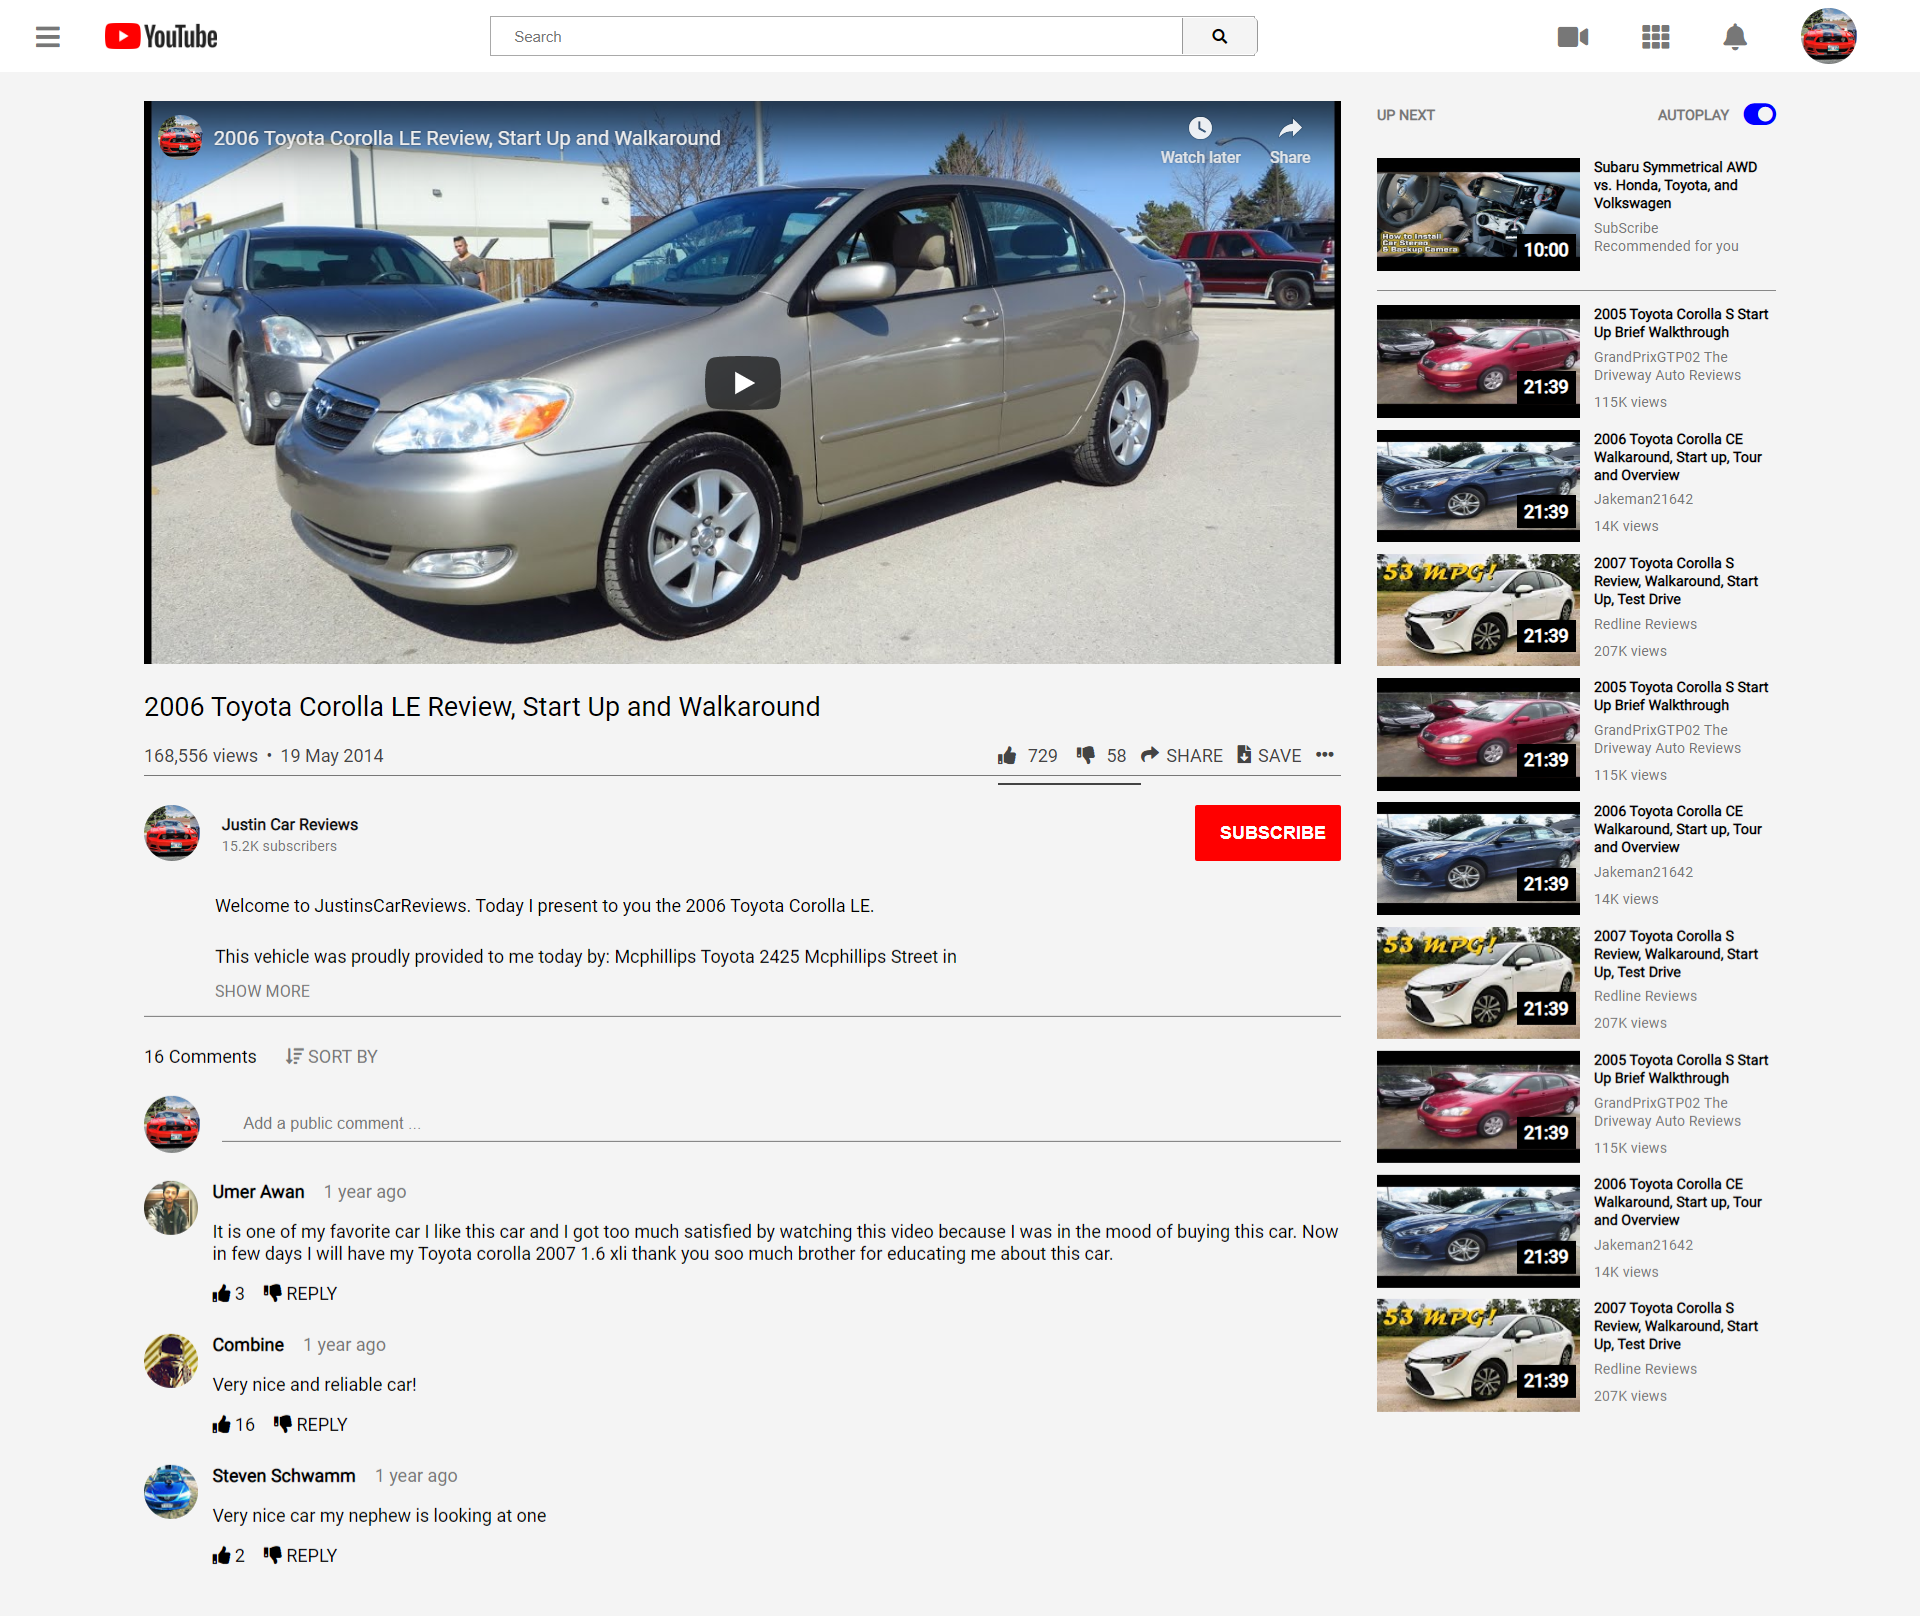 YouTube
Search
2006 Toyota Corolla LE Review, Start Up and Walkaround
Watch later
Share
2006 Toyota Corolla LE Review, Start Up and Walkaround
168,556 views • 19 May 2014
729
58
SHARE
SAVE
Justin Car Reviews
15.2K subscribers
SUBSCRIBE
Welcome to JustinsCarReviews. Today I present to you the 2006 Toyota Corolla LE.
This vehicle was proudly provided to me today by: Mcphillips Toyota 2425 Mcphillips Street in
SHOW MORE
16 Comments
SORT BY
Add a public comment ...
Umer Awan 1 year ago
It is one of my favorite car I like this car and I got too much satisfied by watching this video because I was in the mood of buying this car. Now
in few days I will have my Toyota corolla 2007 1.6 xli thank you soo much brother for educating me about this car.
3 REPLY
Combine 1 year ago
Very nice and reliable car!
16 REPLY
Steven Schwamm 1 year ago
Very nice car my nephew is looking at one
2 REPLY
UP NEXT
AUTOPLAY
How to Install
Car Stereo
& Backup Camera
10:00
Subaru Symmetrical AWD
vs. Honda, Toyota, and
Volkswagen
SubScribe
Recommended for you
21:39
2005 Toyota Corolla S Start
Up Brief Walkthrough
GrandPrixGTP02 The
Driveway Auto Reviews
115K views
21:39
2006 Toyota Corolla CE
Walkaround, Start up, Tour
and Overview
Jakeman21642
14K views
53 MPG!
21:39
2007 Toyota Corolla S
Review, Walkaround, Start
Up, Test Drive
Redline Reviews
207K views
21:39
2005 Toyota Corolla S Start
Up Brief Walkthrough
GrandPrixGTP02 The
Driveway Auto Reviews
115K views
21:39
2006 Toyota Corolla CE
Walkaround, Start up, Tour
and Overview
Jakeman21642
14K views
53 MPG!
21:39
2007 Toyota Corolla S
Review, Walkaround, Start
Up, Test Drive
Redline Reviews
207K views
21:39
2005 Toyota Corolla S Start
Up Brief Walkthrough
GrandPrixGTP02 The
Driveway Auto Reviews
115K views
21:39
2006 Toyota Corolla CE
Walkaround, Start up, Tour
and Overview
Jakeman21642
14K views
53 MPG!
21:39
2007 Toyota Corolla S
Review, Walkaround, Start
Up, Test Drive
Redline Reviews
207K views